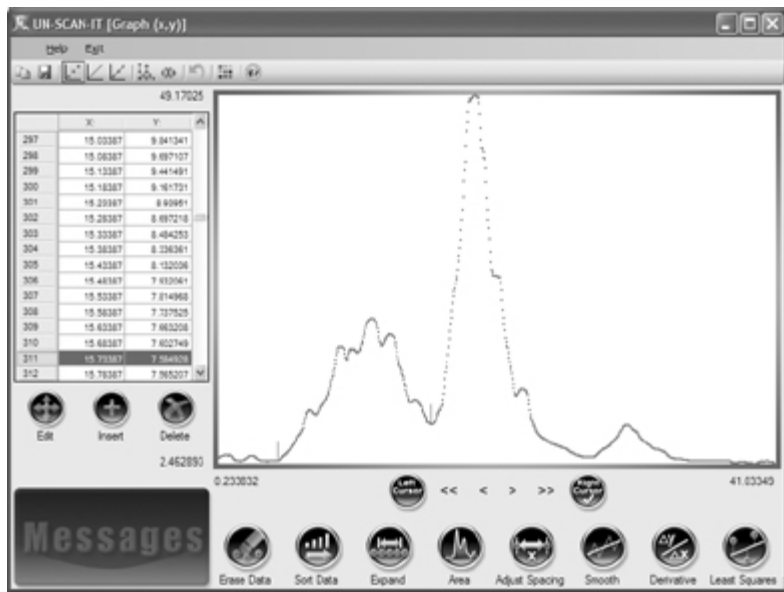 UN-SCAN-IT [Graph (x,y)]
Help Exit
49.17025
X: Y:
297 15.03387 9.841341
298 15.08387 9.697107
299 15.13387 9.441491
300 15.18387 9.161731
301 15.23387 8.93951
302 15.28387 8.697218
303 15.33387 8.484253
304 15.38387 8.336361
305 15.43387 8.132036
306 15.48387 7.932061
307 15.53387 7.814968
308 15.58387 7.737525
309 15.63387 7.663208
310 15.68387 7.602749
311 15.73387 7.584928
312 15.78387 7.565207
Edit Insert Delete
2.462893
0.233832 Left Cursor << < > >> Right Cursor 41.03349
Messages
Erase Data Sort Data Expand Area Adjust Spacing Smooth Derivative Least Squares